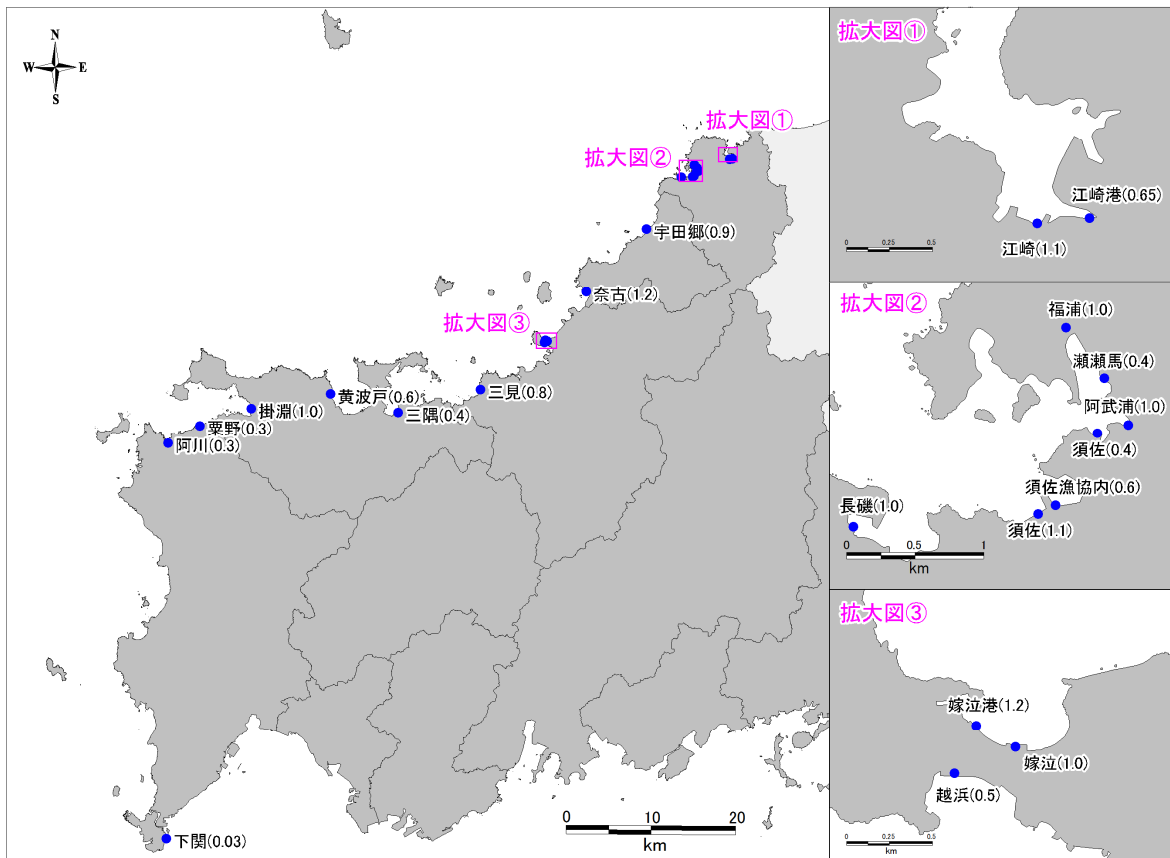 N
W
E
S
拡大図①
拡大図②
宇田郷(0.9)
奈古(1.2)
拡大図③
三見(0.8)
黄波戸(0.6)
三隅(0.4)
掛淵(1.0)
粟野(0.3)
阿川(0.3)
下関(0.03)
0
10
20
km
拡大図①
江崎港(0.65)
江崎(1.1)
0
0.25
0.5
km
拡大図②
福浦(1.0)
瀬瀬馬(0.4)
阿武浦(1.0)
須佐(0.4)
須佐漁協内(0.6)
長磯(1.0)
須佐(1.1)
0
0.5
1
km
拡大図③
嫁泣港(1.2)
嫁泣(1.0)
越浜(0.5)
0
0.25
0.5
km